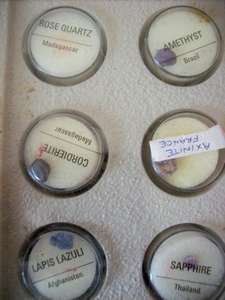 ROSE QUARTZ
Madagascar
AMETHYST
Brazil
CORDIERITE
Madagascar
AXINITE
FRANCE
LAPIS LAZULI
Afghanistan
SAPPHIRE
Thailand